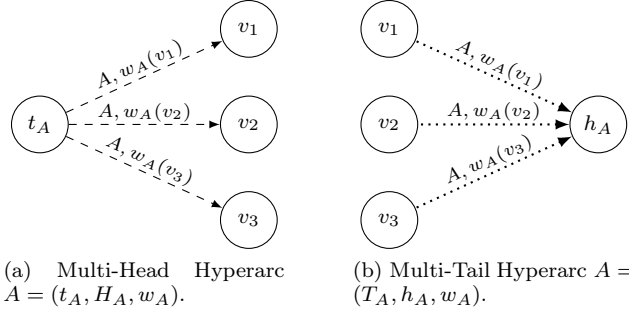 v₁
A, w_A(v₁)
t_A
A, w_A(v₂)
v₂
A, w_A(v₃)
v₃
(a) Multi-Head Hyperarc
A = (t_A, H_A, w_A).
v₁
A, w_A(v₁)
v₂
A, w_A(v₂)
h_A
A, w_A(v₃)
v₃
(b) Multi-Tail Hyperarc A =
(T_A, h_A, w_A).